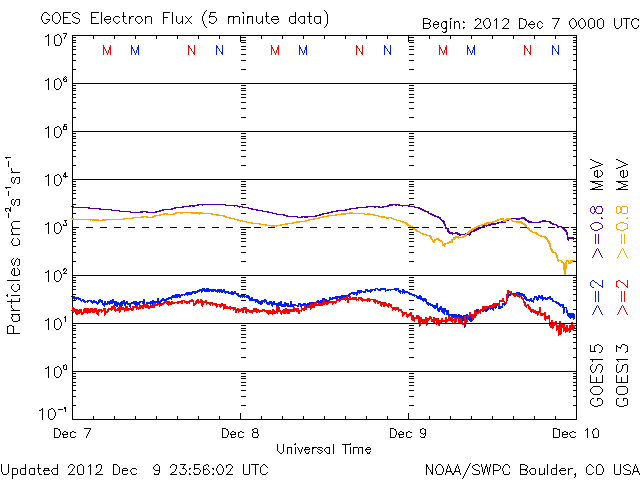 GOES Electron Flux (5 minute data)
Begin: 2012 Dec 7 0000 UTC
10⁷
M M N N M M N N M M N N
10⁶
10⁵
10⁴
10³
10²
10¹
10⁰
10⁻¹
Particles cm⁻²s⁻¹sr⁻¹
Dec 7 Dec 8 Dec 9 Dec 10
Universal Time
GOES15 >=2 >=0.8 MeV
GOES13 >=2 >=0.8 MeV
Updated 2012 Dec 9 23:56:02 UTC
NOAA/SWPC Boulder, CO USA